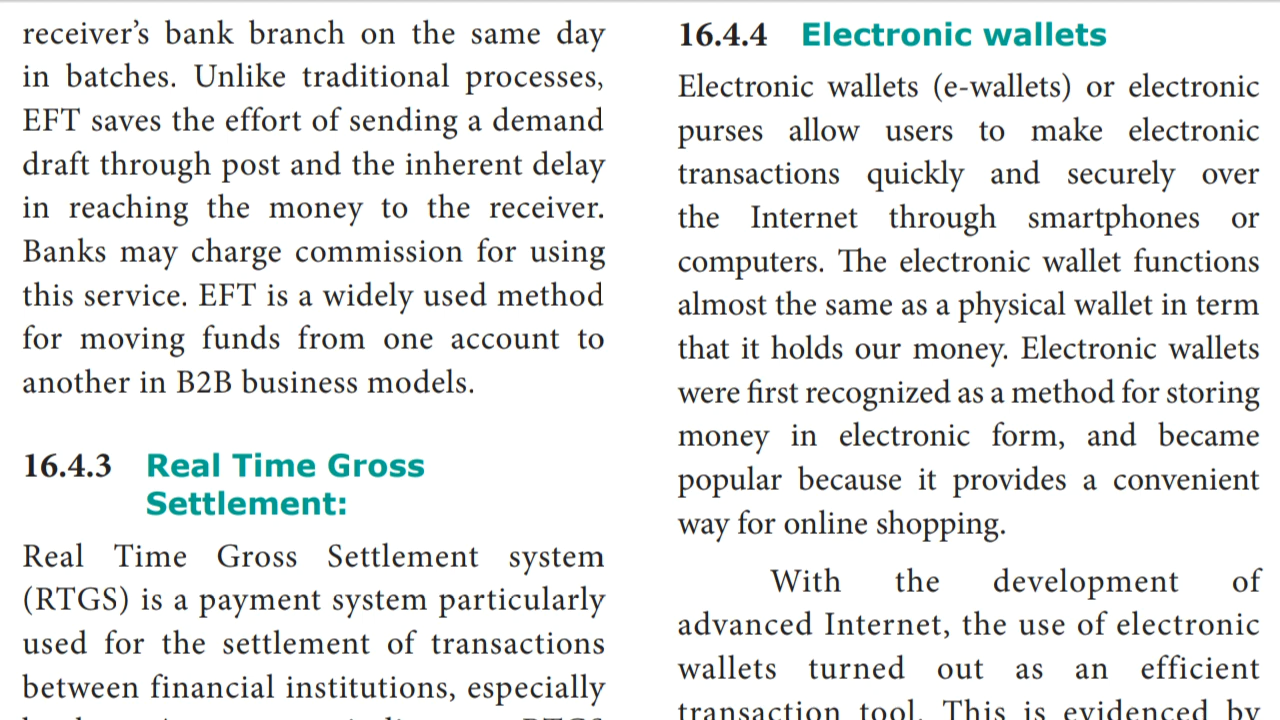 receiver’s bank branch on the same day
in batches. Unlike traditional processes,
EFT saves the effort of sending a demand
draft through post and the inherent delay
in reaching the money to the receiver.
Banks may charge commission for using
this service. EFT is a widely used method
for moving funds from one account to
another in B2B business models.
16.4.3 Real Time Gross
Settlement:
Real Time Gross Settlement system
(RTGS) is a payment system particularly
used for the settlement of transactions
between financial institutions, especially
16.4.4 Electronic wallets
Electronic wallets (e-wallets) or electronic
purses allow users to make electronic
transactions quickly and securely over
the Internet through smartphones or
computers. The electronic wallet functions
almost the same as a physical wallet in term
that it holds our money. Electronic wallets
were first recognized as a method for storing
money in electronic form, and became
popular because it provides a convenient
way for online shopping.
With the development of
advanced Internet, the use of electronic
wallets turned out as an efficient
transaction tool. This is evidenced by